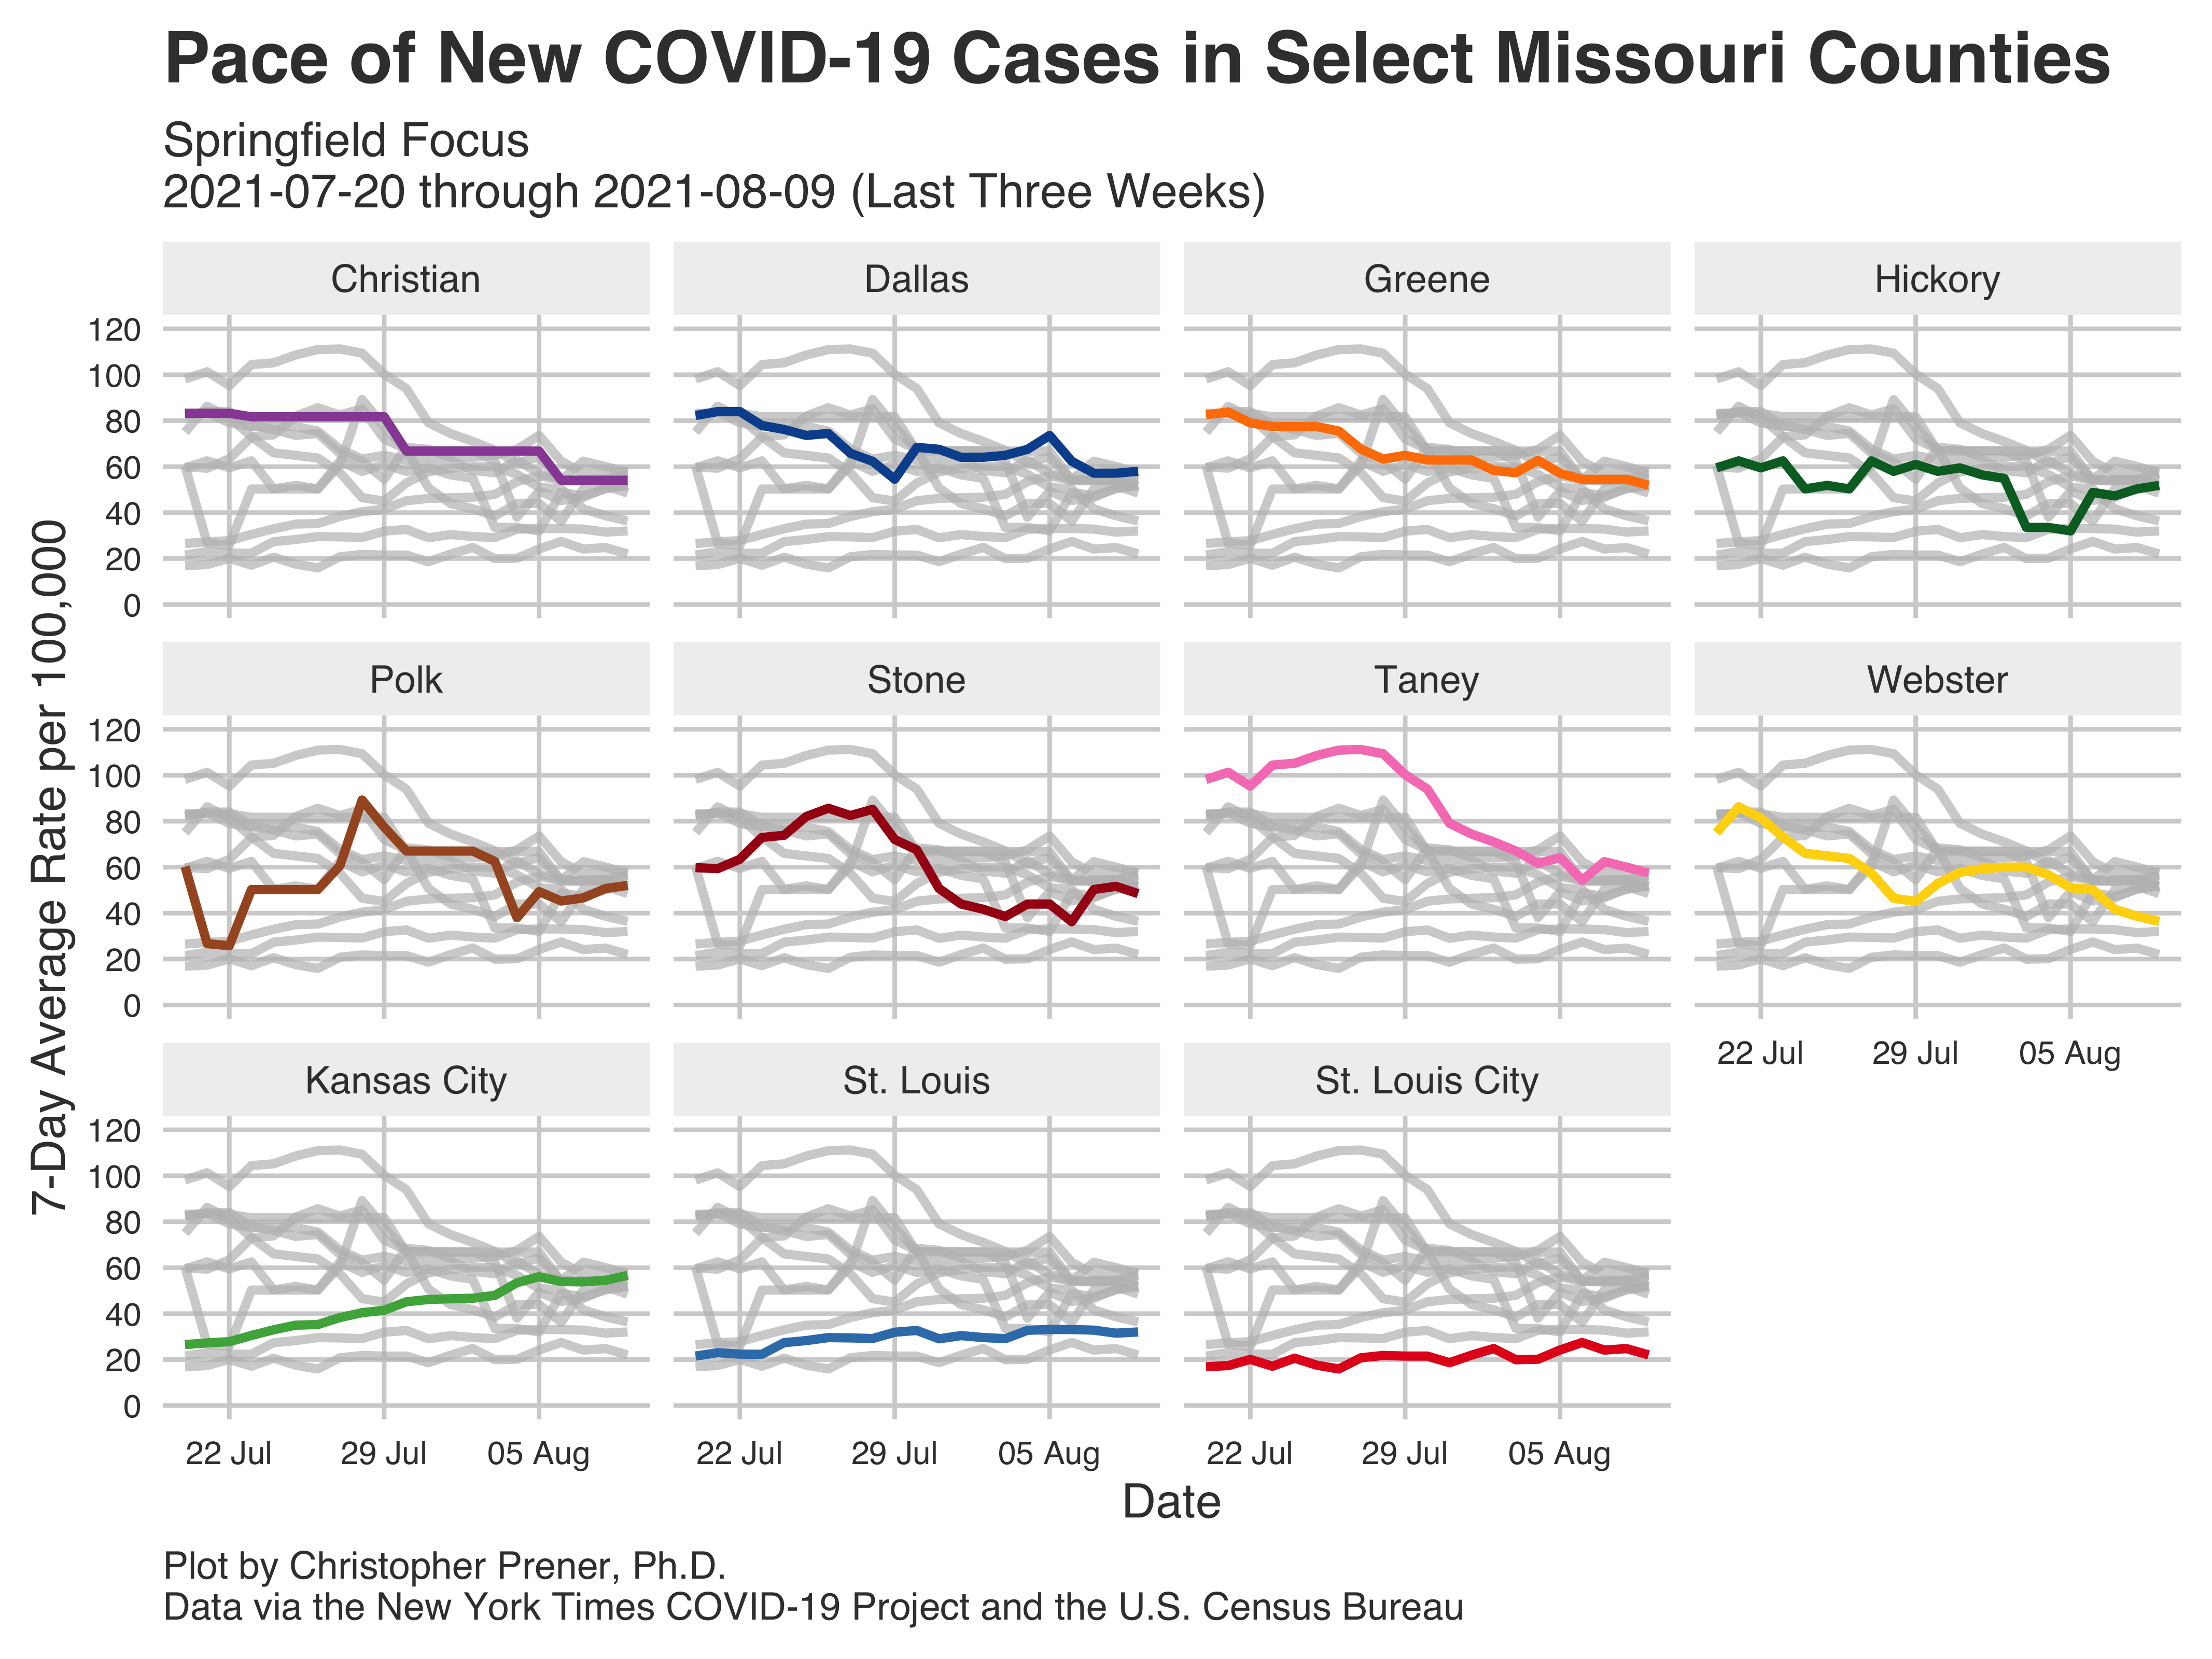 Pace of New COVID-19 Cases in Select Missouri Counties
Springfield Focus
2021-07-20 through 2021-08-09 (Last Three Weeks)
Christian
Dallas
Greene
Hickory
120
100
80
60
40
20
0
Polk
Stone
Taney
Webster
120
100
80
60
40
20
0
22 Jul
29 Jul
05 Aug
Kansas City
St. Louis
St. Louis City
120
100
80
60
40
20
0
22 Jul
29 Jul
05 Aug
22 Jul
29 Jul
05 Aug
22 Jul
29 Jul
05 Aug
7-Day Average Rate per 100,000
Date
Plot by Christopher Prener, Ph.D.
Data via the New York Times COVID-19 Project and the U.S. Census Bureau